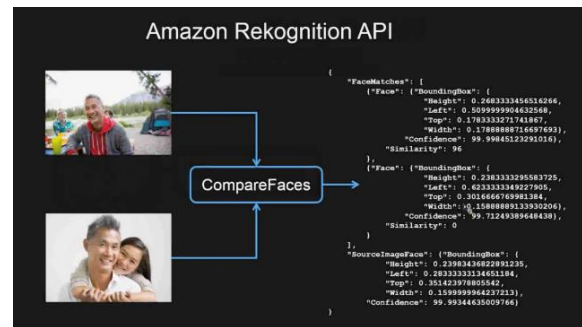 Amazon Rekognition API
CompareFaces
{
"FaceMatches": [
{"Face": {"BoundingBox": {
"Height": 0.2683333456516266,
"Left": 0.5099999904632568,
"Top": 0.1783333271741867,
"Width": 0.17888888716697693},
"Confidence": 99.99845123291016},
"Similarity": 96
},
{"Face": {"BoundingBox": {
"Height": 0.2383333295583725,
"Left": 0.6233333349227905,
"Top": 0.3016666769981384,
"Width": 0.15888889133930206},
"Confidence": 99.71249389648438},
"Similarity": 0
}
],
"SourceImageFace": {"BoundingBox": {
"Height": 0.23983436822891235,
"Left": 0.28333333134651184,
"Top": 0.351423978805542,
"Width": 0.1599999964237213},
"Confidence": 99.99344635009766}
}